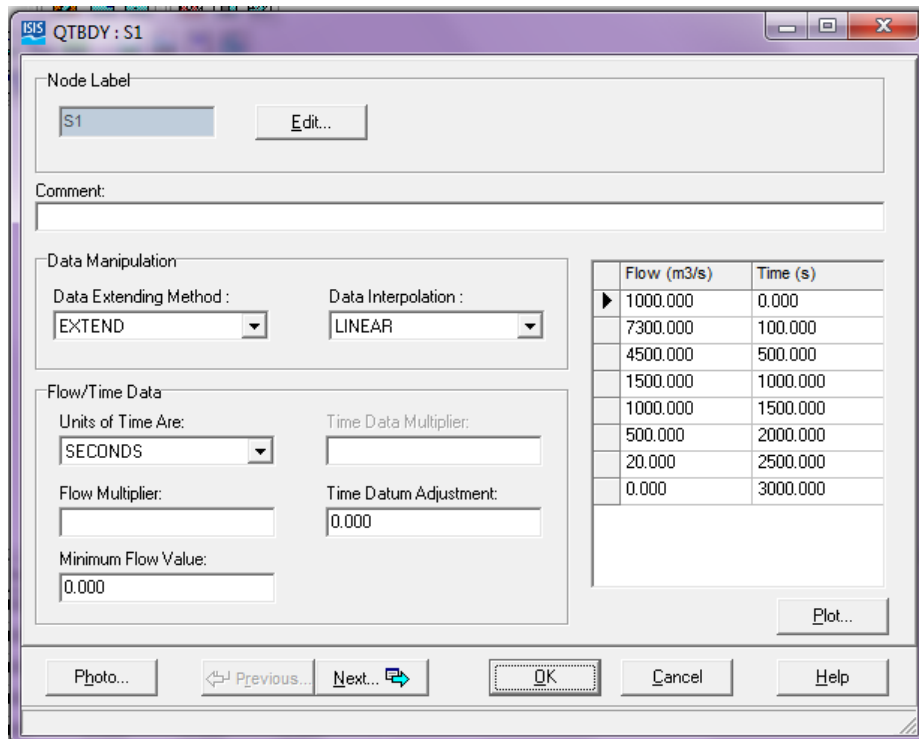 ISIS QTBDY : S1
Node Label
S1
Edit...
Comment:
Data Manipulation
Data Extending Method :
Data Interpolation :
EXTEND
LINEAR
Flow/Time Data
Units of Time Are:
Time Data Multiplier:
SECONDS
Flow Multiplier:
Time Datum Adjustment:
0.000
Minimum Flow Value:
0.000
Flow (m3/s) Time (s)
1000.000 0.000
7300.000 100.000
4500.000 500.000
1500.000 1000.000
1000.000 1500.000
500.000 2000.000
20.000 2500.000
0.000 3000.000
Plot...
Photo... Previous... Next... OK Cancel Help